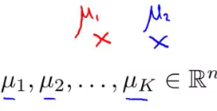 μ₁ μ₂
μ₁, μ₂, ..., μ_K ∈ ℝⁿ